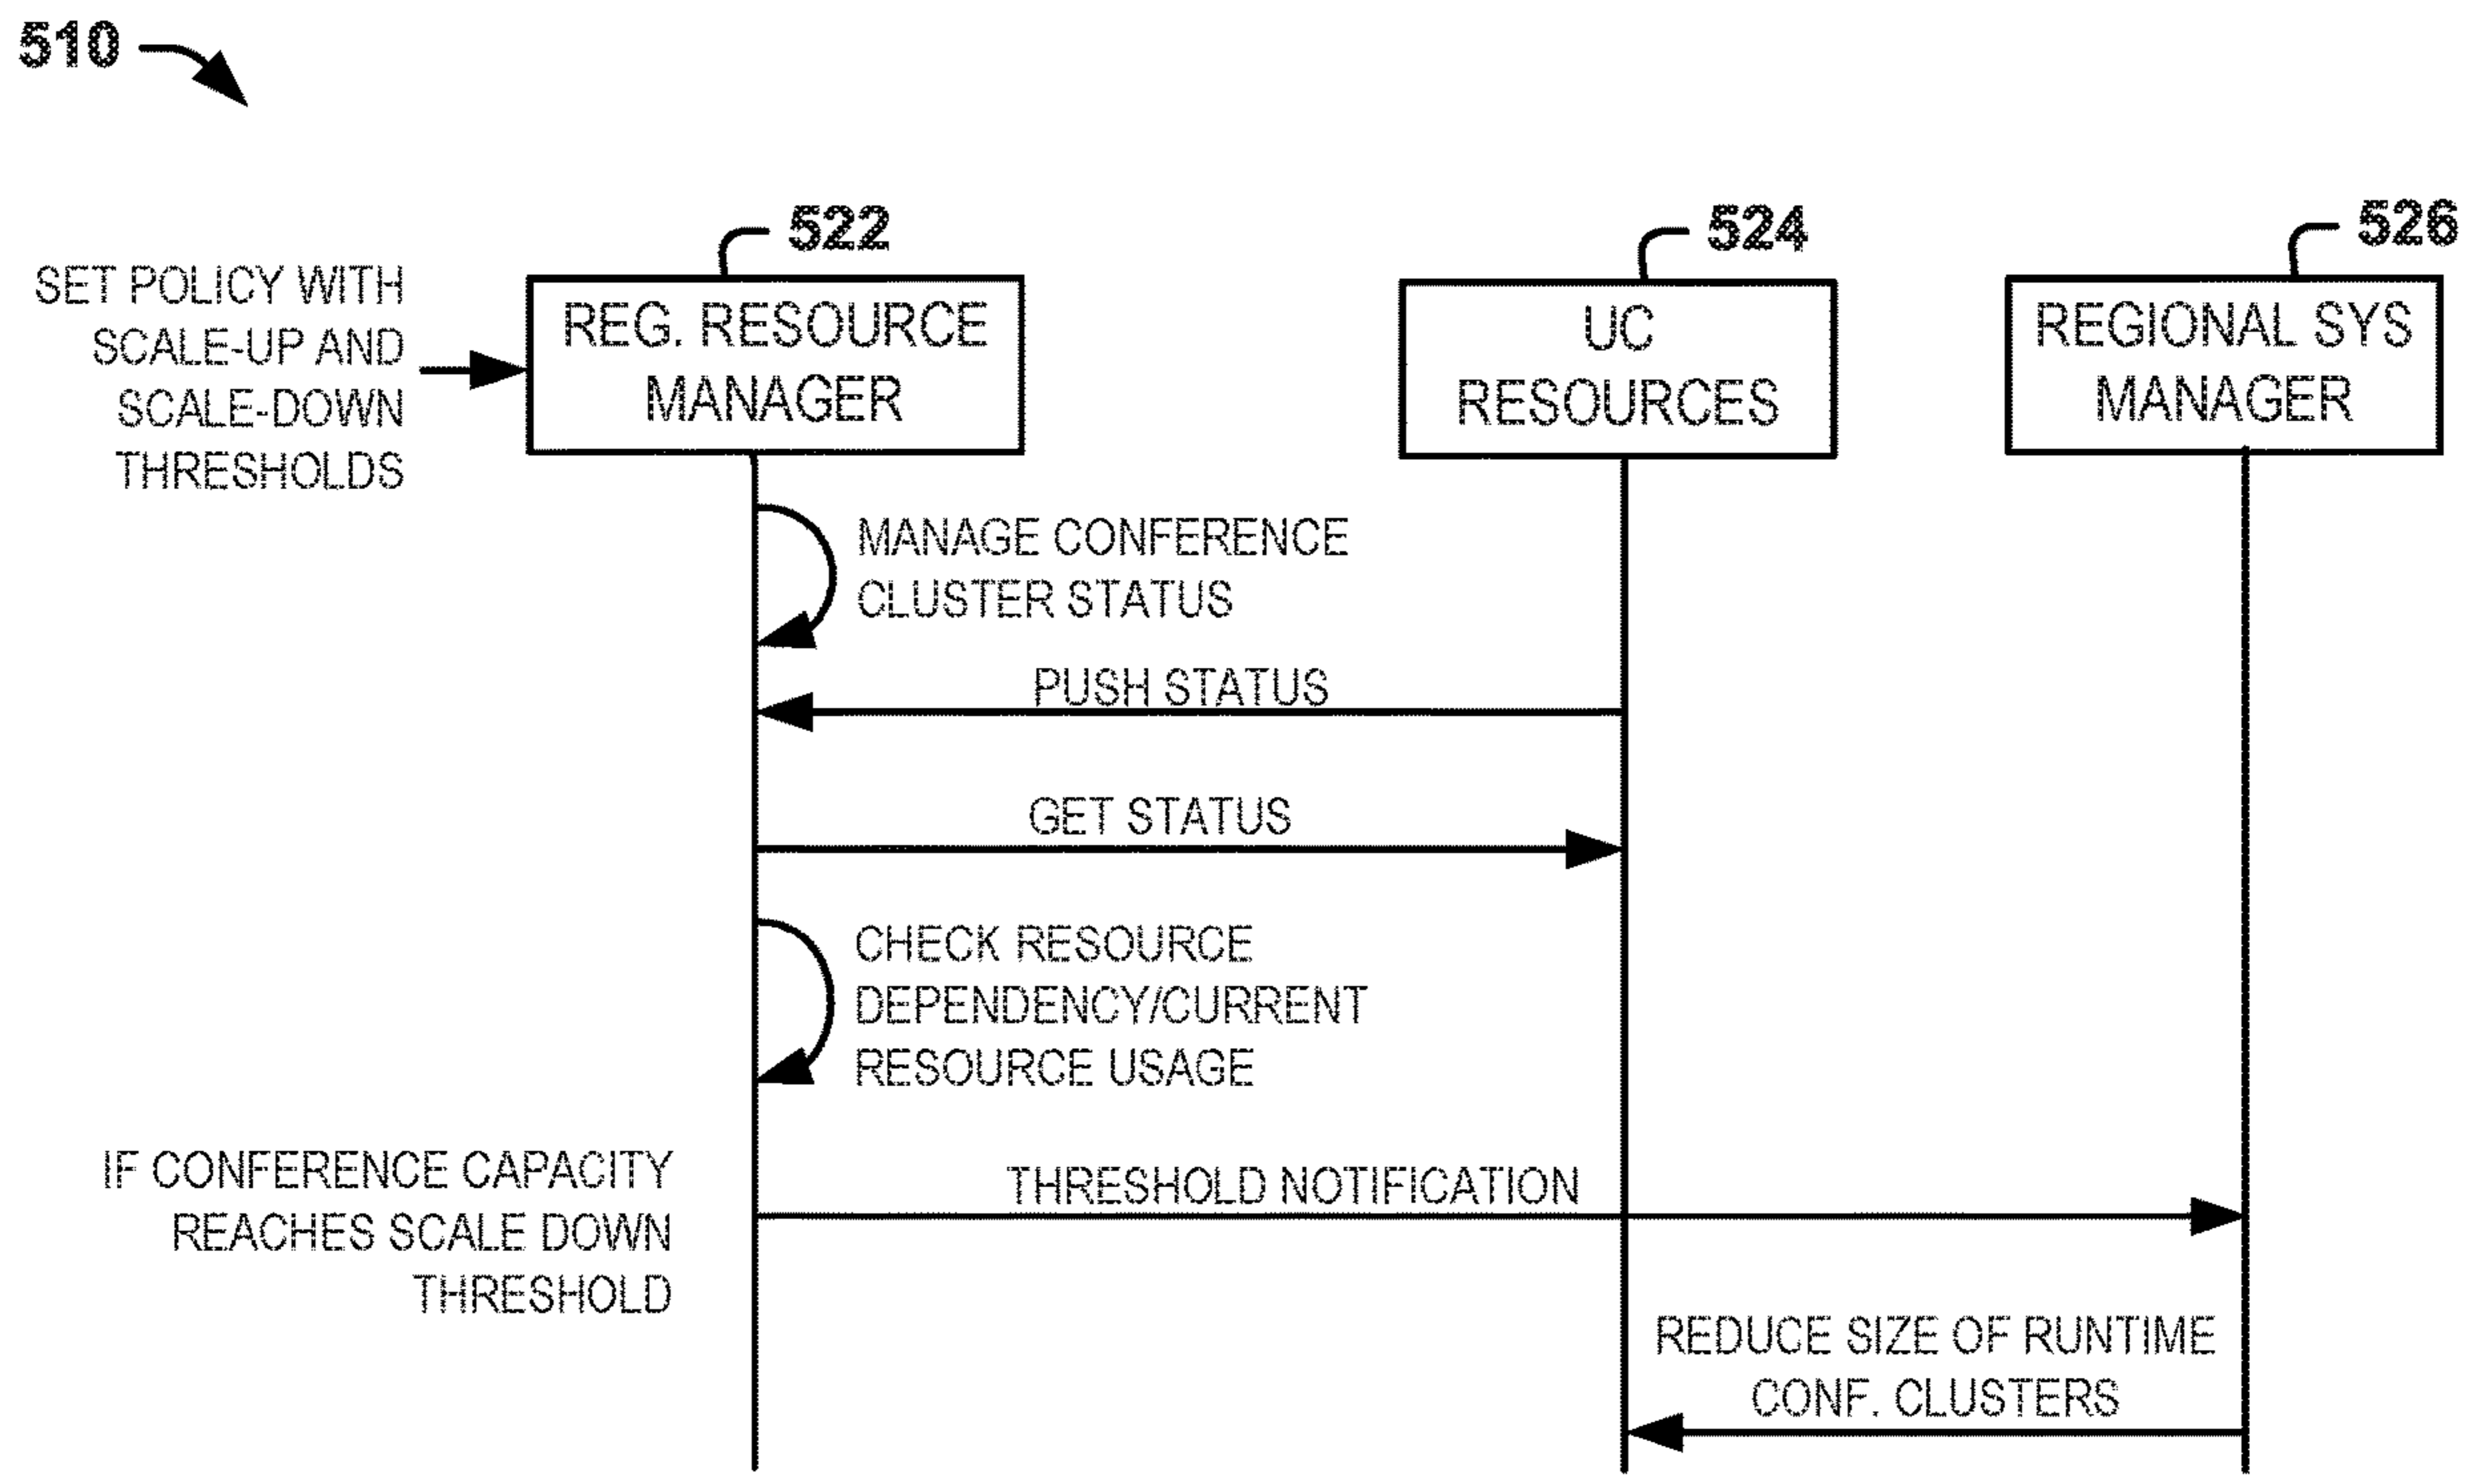 510
522
524
526
SET POLICY WITH
SCALE-UP AND
SCALE-DOWN
THRESHOLDS
REG. RESOURCE
MANAGER
UC
RESOURCES
REGIONAL SYS
MANAGER
MANAGE CONFERENCE
CLUSTER STATUS
PUSH STATUS
GET STATUS
CHECK RESOURCE
DEPENDENCY/CURRENT
RESOURCE USAGE
IF CONFERENCE CAPACITY
REACHES SCALE DOWN
THRESHOLD
THRESHOLD NOTIFICATION
REDUCE SIZE OF RUNTIME
CONF. CLUSTERS